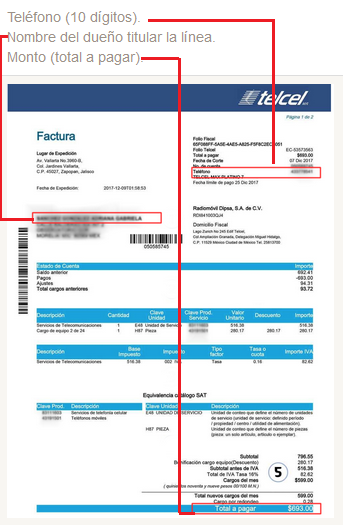 Teléfono (10 dígitos).
Nombre del dueño titular la línea.
Monto (total a pagar).
telcel
Página 1 de 2
Factura
Lugar de Expedición
Av. Vallarta No.3960-B,
Col. Jardines Vallarta,
C.P. 45027, Zapopan, Jalisco
Fecha de Expedición: 2017-12-09T01:58:53
Folio Fiscal
Folio Telcel EC-53573563
Total a pagar $693.00
Fecha de Corte 07 Dic 2017
No. de cuenta
Teléfono
TELCEL MAX PLATINO 7
Fecha límite de pago 25 Dic 2017
Radiomóvil Dipsa, S.A. de C.V.
Domicilio Fiscal
Lago Zurich No 245 Edif Telcel,
Col Ampliación Granada, Delegación Miguel Hidalgo,
C.P. 11529 México Ciudad de México Tel. 25813700.
050585745
Estado de Cuenta Importe
Saldo anterior 692.41
Pagos -693.00
Ajustes 94.31
Total cargos anteriores 93.72
Descripción Cantidad Clave Unidad Clave Prod. Servicio Valor Unitario Descuento Importe
Servicios de Telecomunicaciones 1 E48 Unidad de Servicio 516.38 516.38
Cargo de equipo 2 de 24 1 H87 Pieza 280.17 280.17 280.17
Descripción Base Impuesto Impuesto Tipo factor Tasa o cuota Importe IVA
Servicios de Telecomunicaciones 516.38 002 Tasa 0.16 82.62
Equivalencia catálogo SAT
Clave Prod. Descripción Clave Unidad Descripción
Servicios de telefonía celular E48 UNIDAD DE SERVICIO Unidad de conteo que define el número de unidades
Teléfonos móviles de servicio (unidad de servicio: definido periodo
/ propiedad / centro / utilidad de alimentación).
H87 PIEZA Unidad de conteo que define el número de piezas
(pieza: un solo artículo, artículo o ejemplar).
Subtotal 796.55
Bonificación cargo equipo(Descuento) 280.17
Subtotal antes de IVA 516.38
Total de IVA Tasa 16% 82.62
Cargos del mes $599.00
( quinientos noventa y nueve pesos 00/100 M.N.)
5
Total nuevos cargos del mes 599.00
Cargo por redondeo 0.28
Total a pagar $693.00